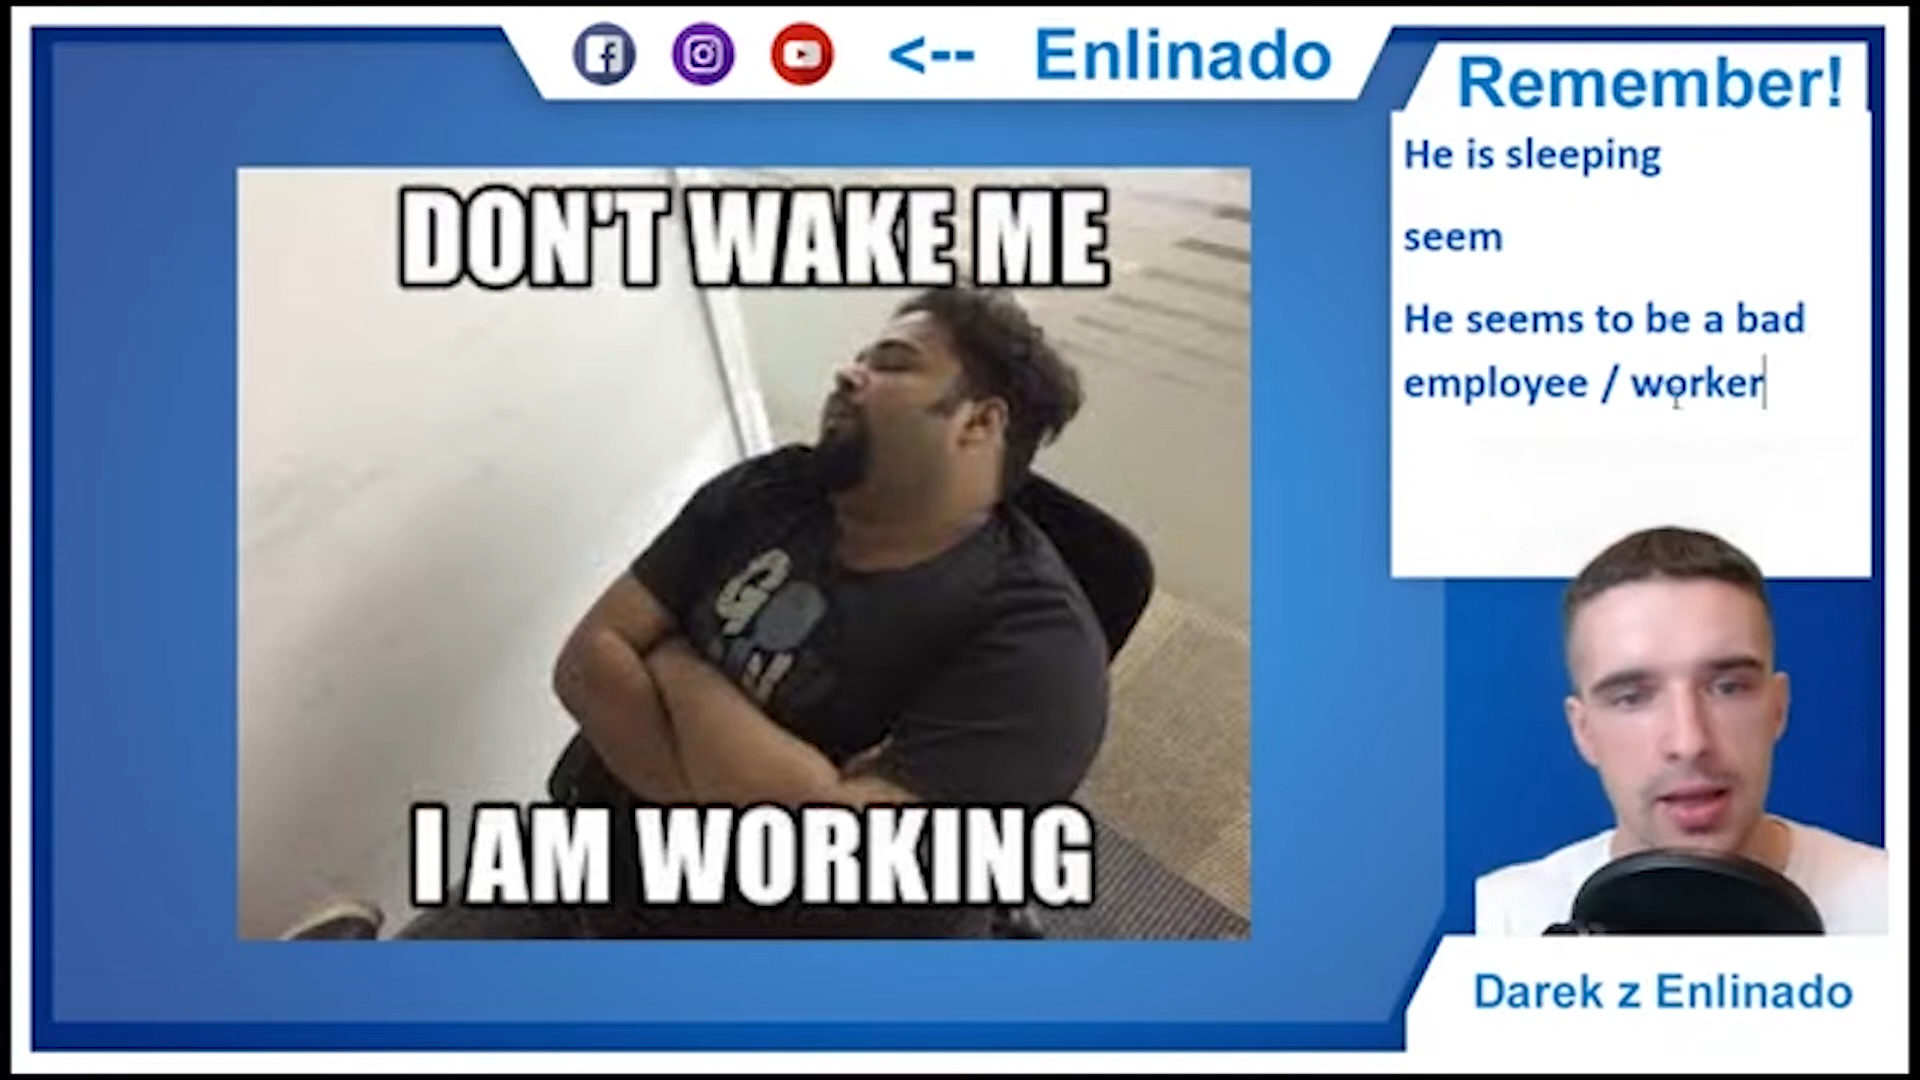 <-- Enlinado
Remember!
He is sleeping
seem
He seems to be a bad
employee / worker
DON'T WAKE ME
I AM WORKING
Darek z Enlinado